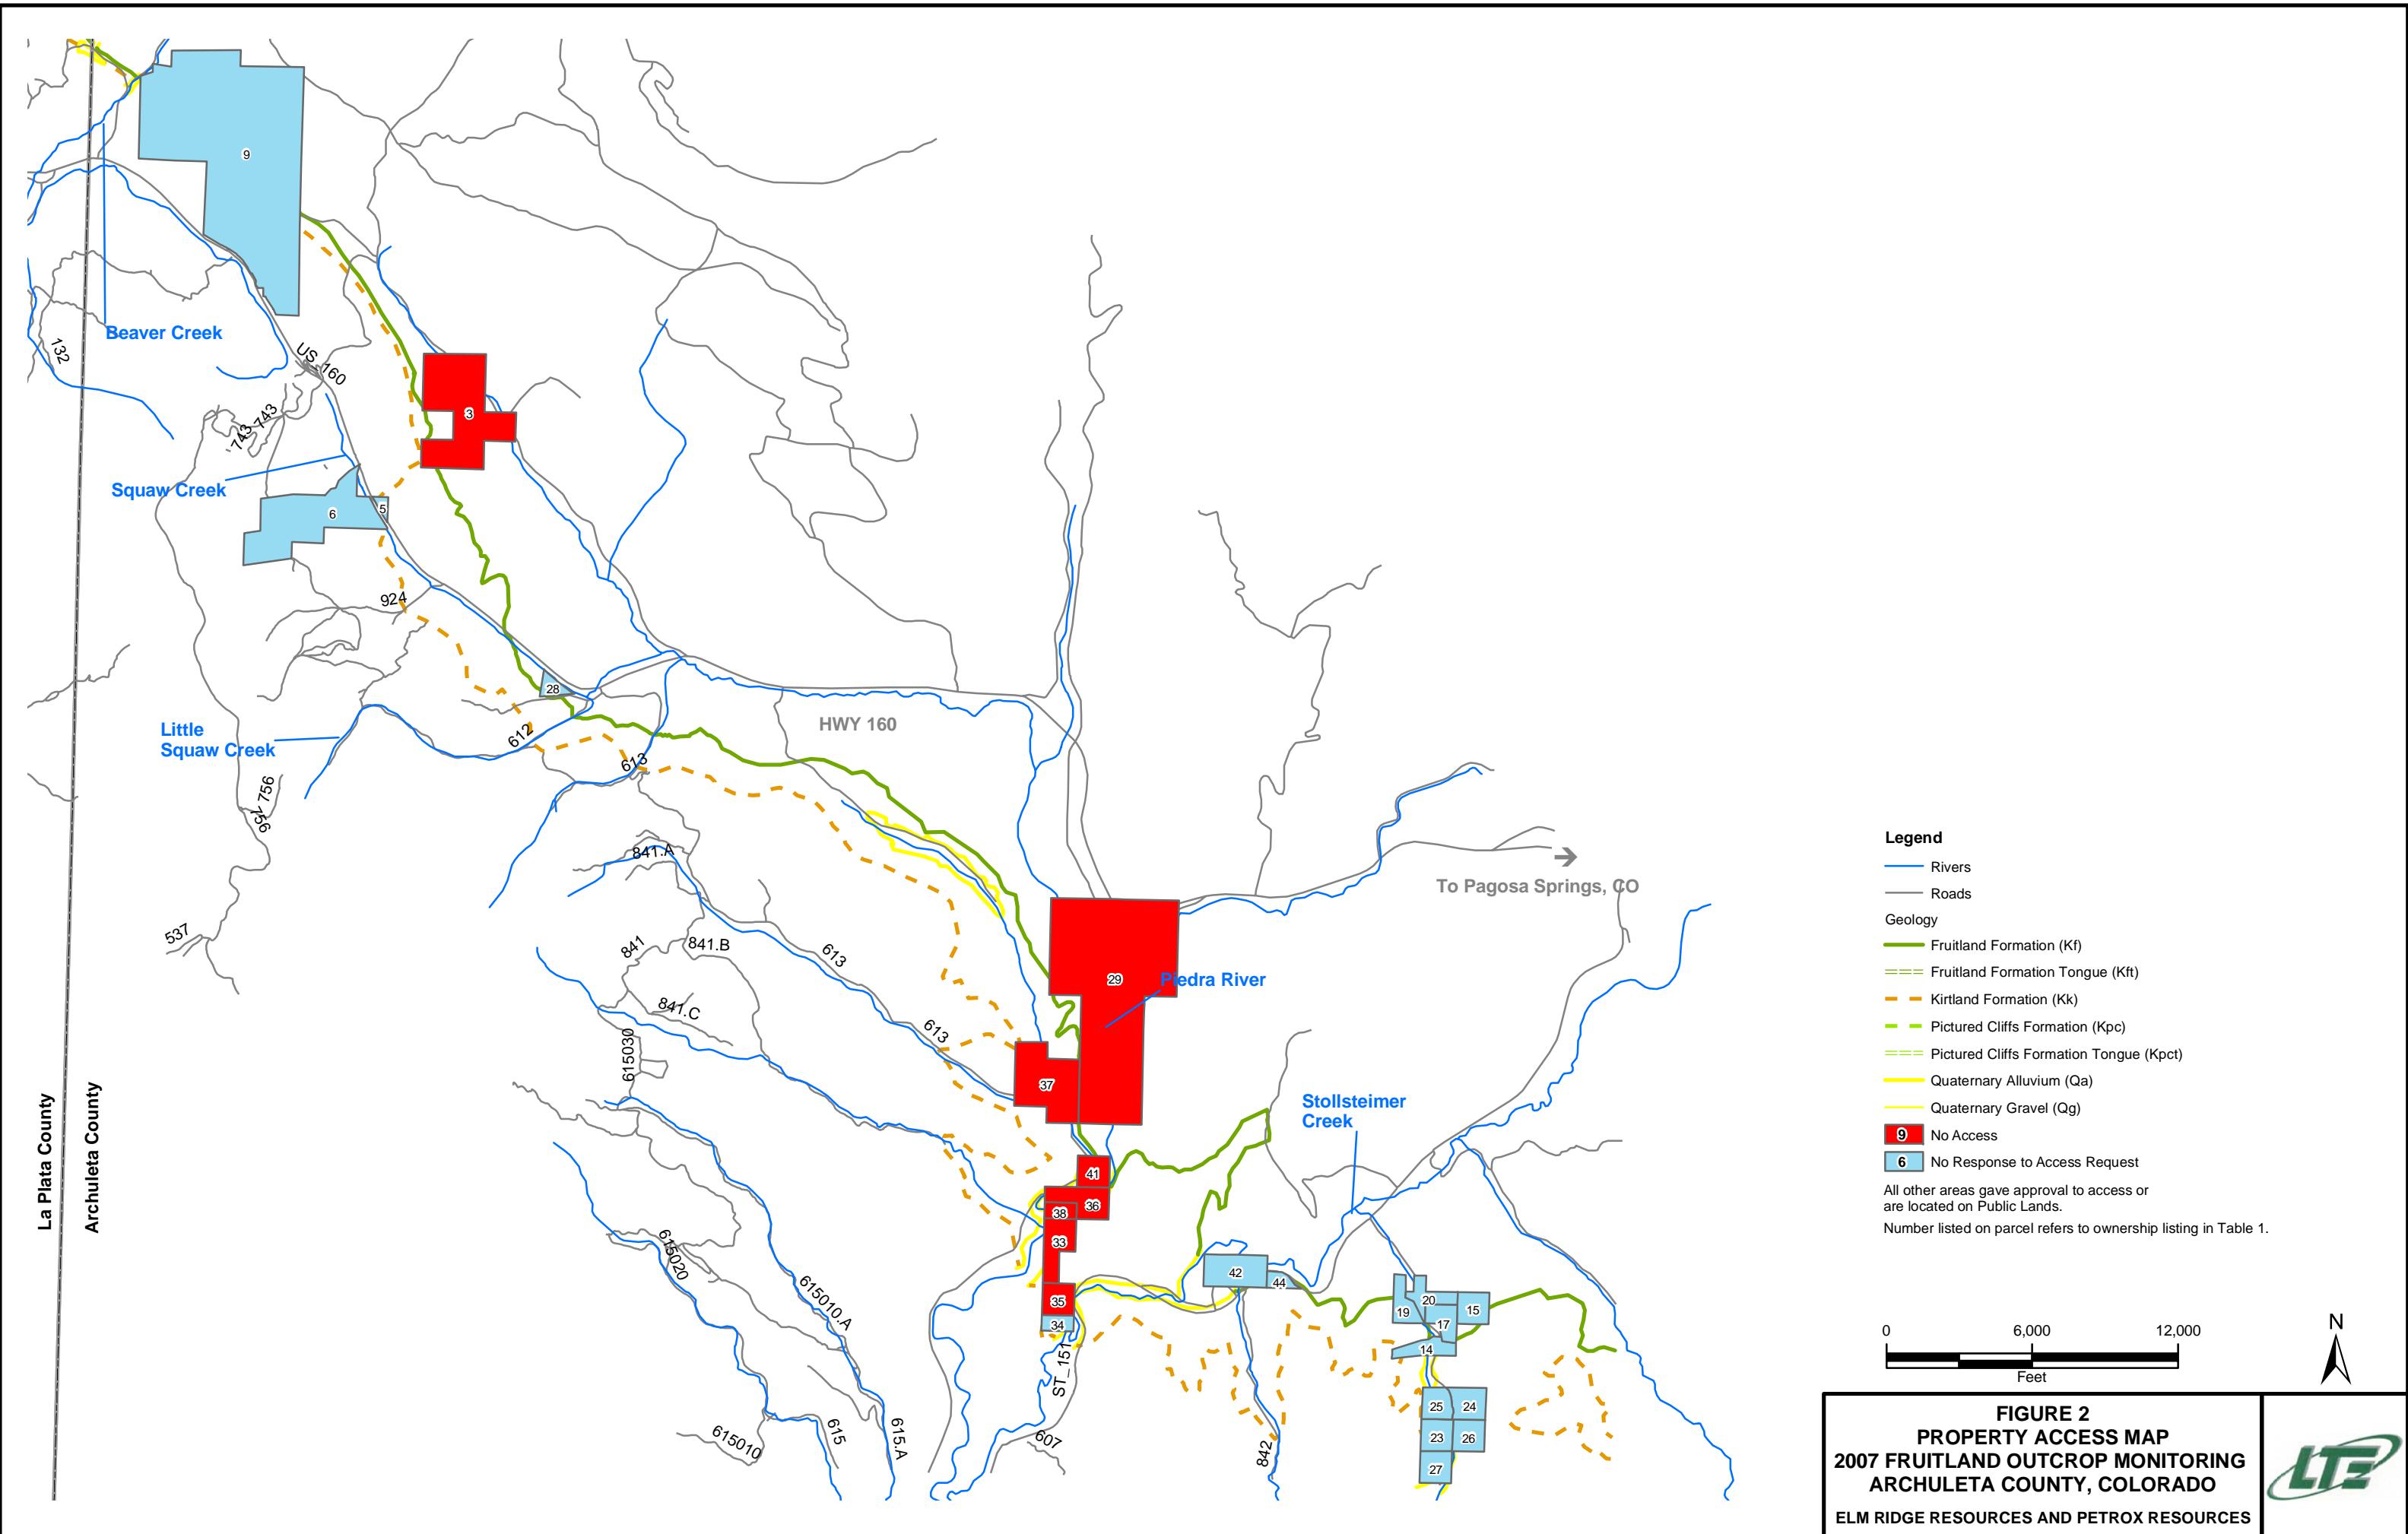 9
Beaver Creek
132
US_160
743
743
3
Squaw Creek
6
5
924
28
Little
Squaw Creek
612
HWY 160
613
756
756
841.A
537
841
841.B
613
841.C
613
615030
To Pagosa Springs, CO
29
Piedra River
37
La Plata County
Archuleta County
Stollsteimer
Creek
41
36
38
33
35
34
42
44
615020
615010.A
ST_151
19
20
15
17
14
25
24
23
26
27
615010
615
615.A
607
842
Legend
Rivers
Roads
Geology
Fruitland Formation (Kf)
Fruitland Formation Tongue (Kft)
Kirtland Formation (Kk)
Pictured Cliffs Formation (Kpc)
Pictured Cliffs Formation Tongue (Kpct)
Quaternary Alluvium (Qa)
Quaternary Gravel (Qg)
9 No Access
6 No Response to Access Request
All other areas gave approval to access or
are located on Public Lands.
Number listed on parcel refers to ownership listing in Table 1.
0 6,000 12,000
Feet
N
FIGURE 2
PROPERTY ACCESS MAP
2007 FRUITLAND OUTCROP MONITORING
ARCHULETA COUNTY, COLORADO
ELM RIDGE RESOURCES AND PETROX RESOURCES
LTE